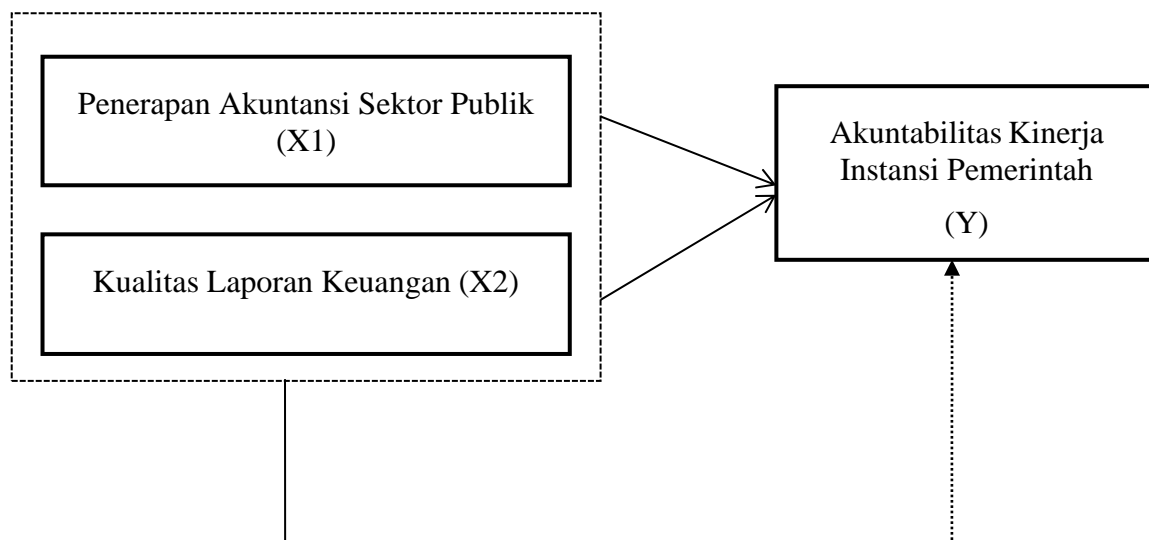 Penerapan Akuntansi Sektor Publik
(X1)
Kualitas Laporan Keuangan (X2)
Akuntabilitas Kinerja
Instansi Pemerintah
(Y)